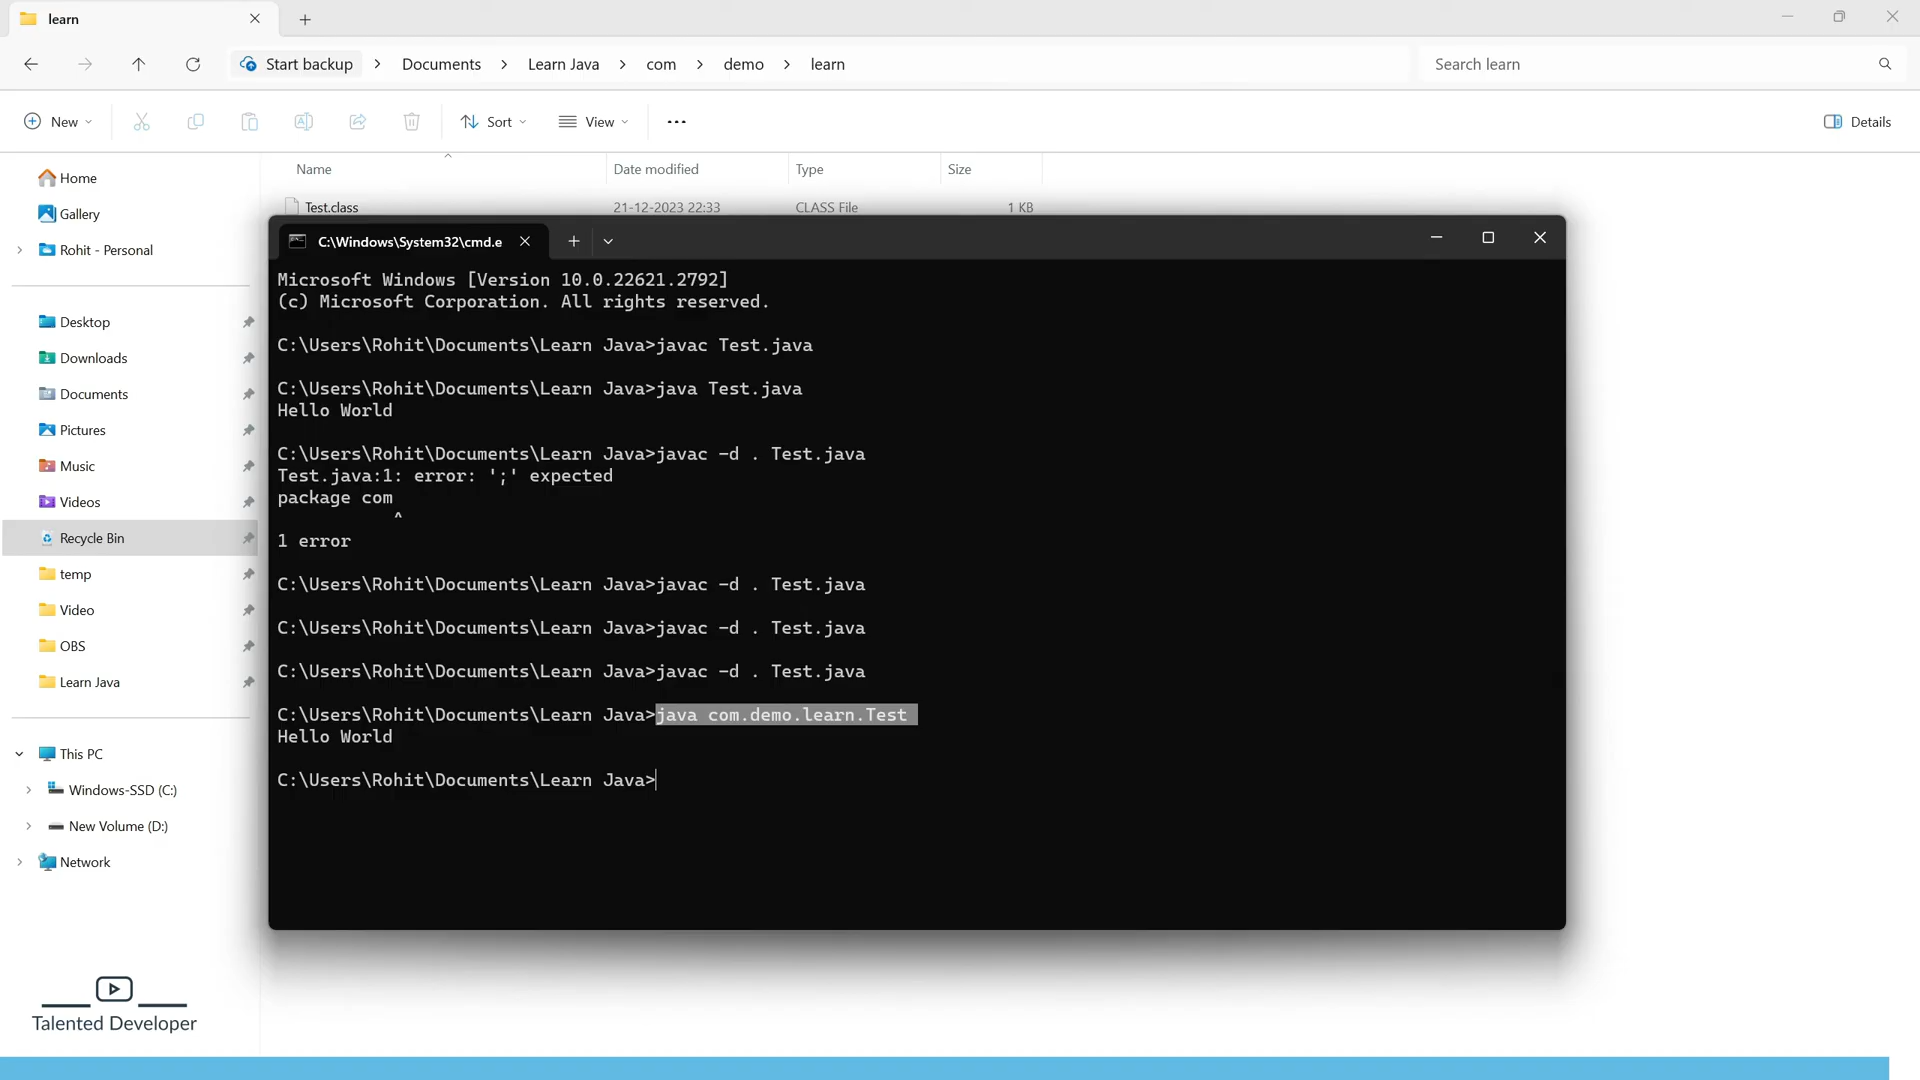 learn
Start backup
Documents
Learn Java
com
demo
learn
Search learn
New
Sort
View
Details
Name
Date modified
Type
Size
Test.class
21-12-2023 22:33
CLASS File
1 KB
Home
Gallery
Rohit - Personal
Desktop
Downloads
Documents
Pictures
Music
Videos
Recycle Bin
temp
Video
OBS
Learn Java
This PC
Windows-SSD (C:)
New Volume (D:)
Network
C:\Windows\System32\cmd.e
Microsoft Windows [Version 10.0.22621.2792]
(c) Microsoft Corporation. All rights reserved.
C:\Users\Rohit\Documents\Learn Java>javac Test.java
C:\Users\Rohit\Documents\Learn Java>java Test.java
Hello World
C:\Users\Rohit\Documents\Learn Java>javac -d . Test.java
Test.java:1: error: ';' expected
package com
^
1 error
C:\Users\Rohit\Documents\Learn Java>javac -d . Test.java
C:\Users\Rohit\Documents\Learn Java>javac -d . Test.java
C:\Users\Rohit\Documents\Learn Java>javac -d . Test.java
C:\Users\Rohit\Documents\Learn Java>java com.demo.learn.Test
Hello World
C:\Users\Rohit\Documents\Learn Java>
Talented Developer